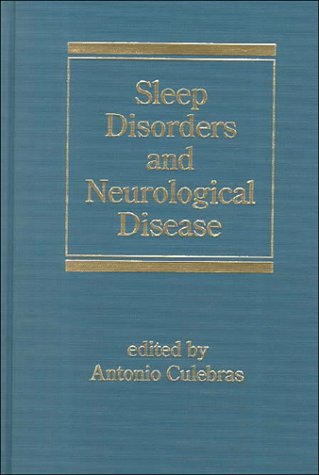 Sleep
Disorders
and
Neurological
Disease
edited by
Antonio Culebras